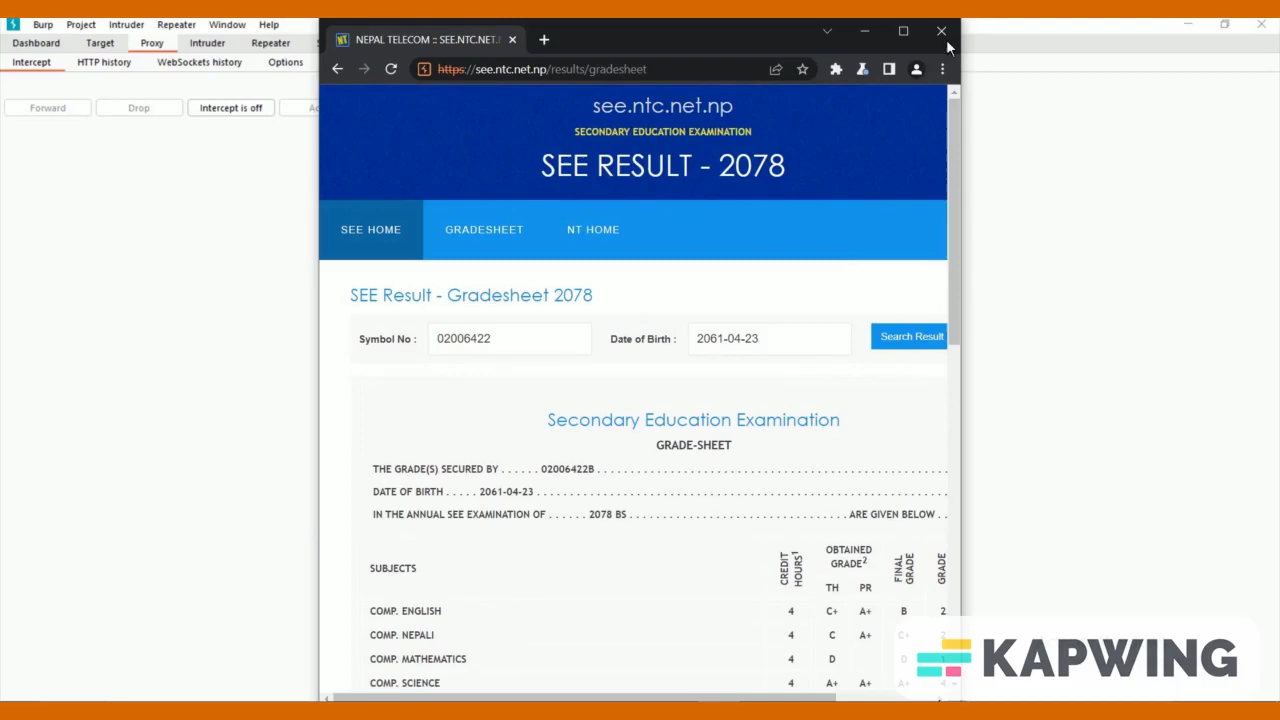 Burp Project Intruder Repeater Window Help
Dashboard Target Proxy Intruder Repeater
Intercept HTTP history WebSockets history Options
Forward Drop Intercept is off
NEPAL TELECOM :: SEE.NTC.NET.
https://see.ntc.net.np/results/gradesheet
see.ntc.net.np
SECONDARY EDUCATION EXAMINATION
SEE RESULT - 2078
SEE HOME GRADESHEET NT HOME
SEE Result - Gradesheet 2078
Symbol No : 02006422 Date of Birth : 2061-04-23 Search Result
Secondary Education Examination
GRADE-SHEET
THE GRADE(S) SECURED BY . . . . . . 02006422B . . . . . . . . . . . . . . . . . . . . . . . . . . . . . . . . . . . . . . . . . . . . . . . . . . . . . . .
DATE OF BIRTH . . . . . 2061-04-23 . . . . . . . . . . . . . . . . . . . . . . . . . . . . . . . . . . . . . . . . . . . . . . . . . . . . . . . . . . . . . . . .
IN THE ANNUAL SEE EXAMINATION OF . . . . . . 2078 BS . . . . . . . . . . . . . . . . . . . . . . . . . . . . . . . . . . ARE GIVEN BELOW . .
SUBJECTS CREDIT HOURS1 OBTAINED GRADE2 FINAL GRADE GRADE
TH PR
COMP. ENGLISH 4 C+ A+ B 2
COMP. NEPALI 4 C A+ C+ 2
COMP. MATHEMATICS 4 D D 1
COMP. SCIENCE 4 A+ A+ A+ 4
KAPWING